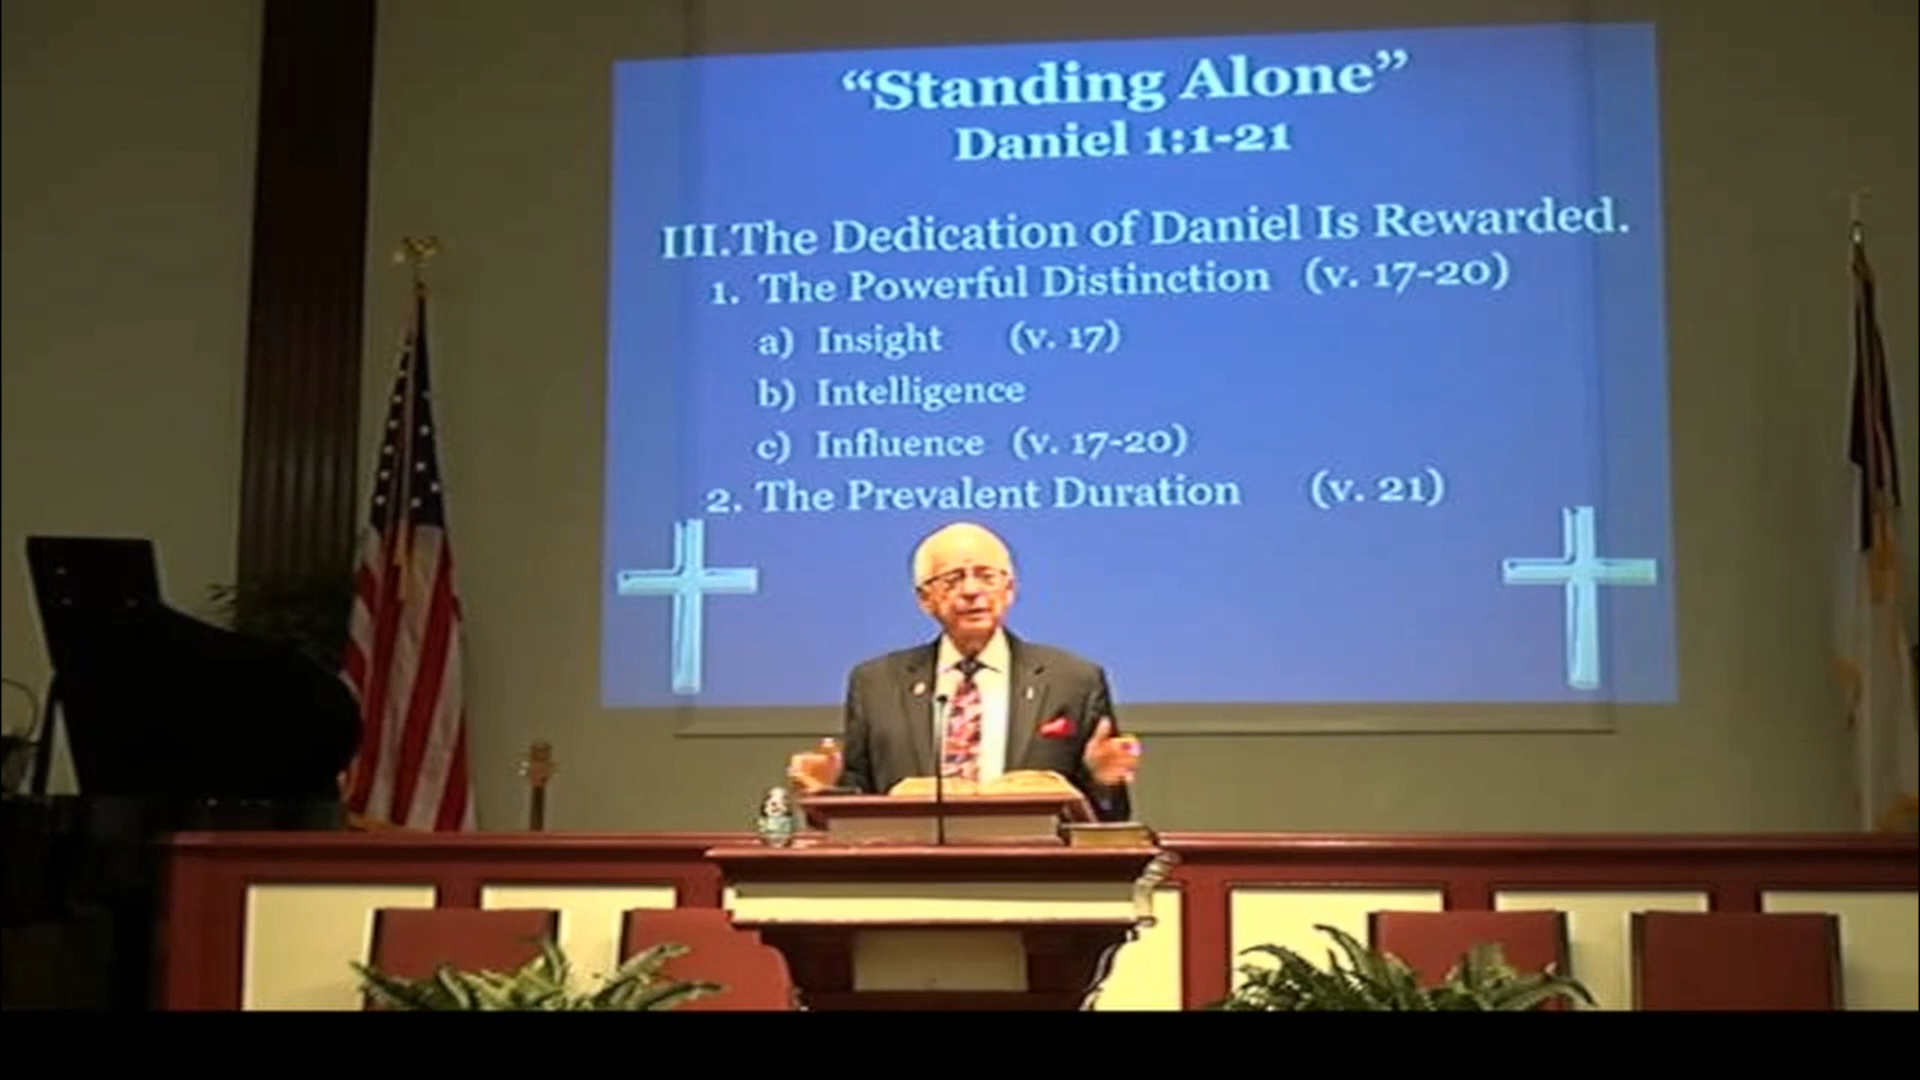 “Standing Alone”
Daniel 1:1-21
III.The Dedication of Daniel Is Rewarded.
1. The Powerful Distinction (v. 17-20)
a) Insight (v. 17)
b) Intelligence
c) Influence (v. 17-20)
2. The Prevalent Duration (v. 21)